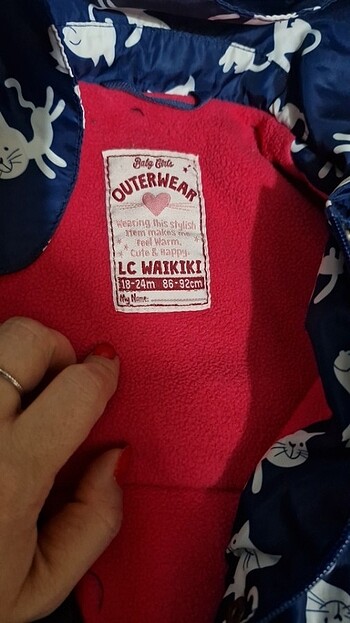 Baby Girls
OUTERWEAR
Wearing this stylish
Item makes me
Feel Warm,
Cute & Happy.
LC WAIKIKI
18-24m 86-92cm
My Name: